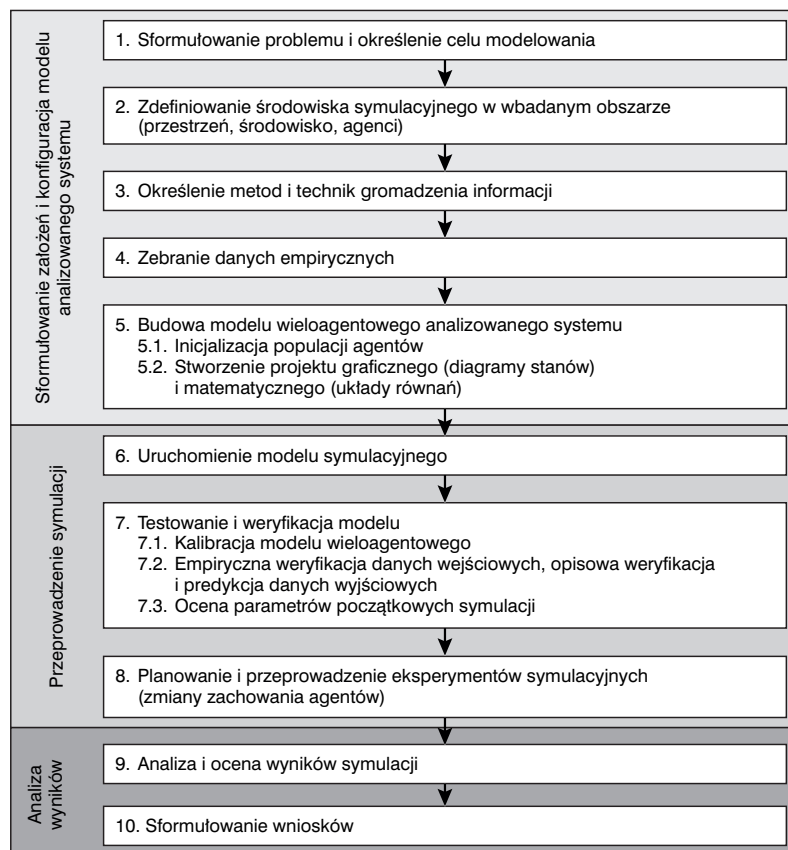 Sformułowanie założeń i konfiguracja modelu
analizowanego systemu
1. Sformułowanie problemu i określenie celu modelowania
2. Zdefiniowanie środowiska symulacyjnego w wbadanym obszarze
(przestrzeń, środowisko, agenci)
3. Określenie metod i technik gromadzenia informacji
4. Zebranie danych empirycznych
5. Budowa modelu wieloagentowego analizowanego systemu
5.1. Inicjalizacja populacji agentów
5.2. Stworzenie projektu graficznego (diagramy stanów)
i matematycznego (układy równań)
Przeprowadzenie symulacji
6. Uruchomienie modelu symulacyjnego
7. Testowanie i weryfikacja modelu
7.1. Kalibracja modelu wieloagentowego
7.2. Empiryczna weryfikacja danych wejściowych, opisowa weryfikacja
i predykcja danych wyjściowych
7.3. Ocena parametrów początkowych symulacji
8. Planowanie i przeprowadzenie eksperymentów symulacyjnych
(zmiany zachowania agentów)
Analiza
wyników
9. Analiza i ocena wyników symulacji
10. Sformułowanie wniosków